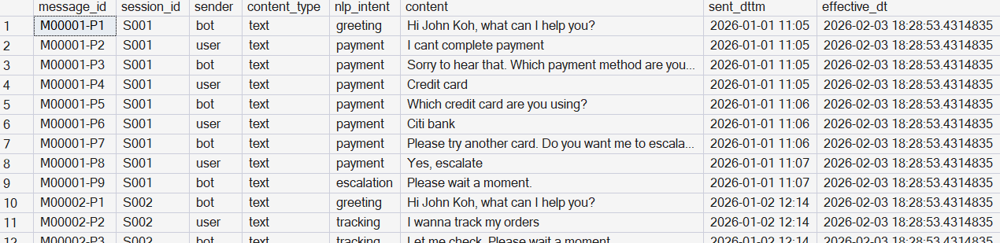 message_id session_id sender content_type nlp_intent content sent_dttm effective_dt
1 M00001-P1 S001 bot text greeting Hi John Koh, what can I help you? 2026-01-01 11:05 2026-02-03 18:28:53.4314835
2 M00001-P2 S001 user text payment I cant complete payment 2026-01-01 11:05 2026-02-03 18:28:53.4314835
3 M00001-P3 S001 bot text payment Sorry to hear that. Which payment method are you... 2026-01-01 11:05 2026-02-03 18:28:53.4314835
4 M00001-P4 S001 user text payment Credit card 2026-01-01 11:05 2026-02-03 18:28:53.4314835
5 M00001-P5 S001 bot text payment Which credit card are you using? 2026-01-01 11:06 2026-02-03 18:28:53.4314835
6 M00001-P6 S001 user text payment Citi bank 2026-01-01 11:06 2026-02-03 18:28:53.4314835
7 M00001-P7 S001 bot text payment Please try another card. Do you want me to escala... 2026-01-01 11:06 2026-02-03 18:28:53.4314835
8 M00001-P8 S001 user text payment Yes, escalate 2026-01-01 11:07 2026-02-03 18:28:53.4314835
9 M00001-P9 S001 bot text escalation Please wait a moment. 2026-01-01 11:07 2026-02-03 18:28:53.4314835
10 M00002-P1 S002 bot text greeting Hi John Koh, what can I help you? 2026-01-02 12:14 2026-02-03 18:28:53.4314835
11 M00002-P2 S002 user text tracking I wanna track my orders 2026-01-02 12:14 2026-02-03 18:28:53.4314835
12 M00002-P3 S002 bot text tracking Let me check. Please wait a moment. 2026-01-02 12:14 2026-02-03 18:28:53.4314835